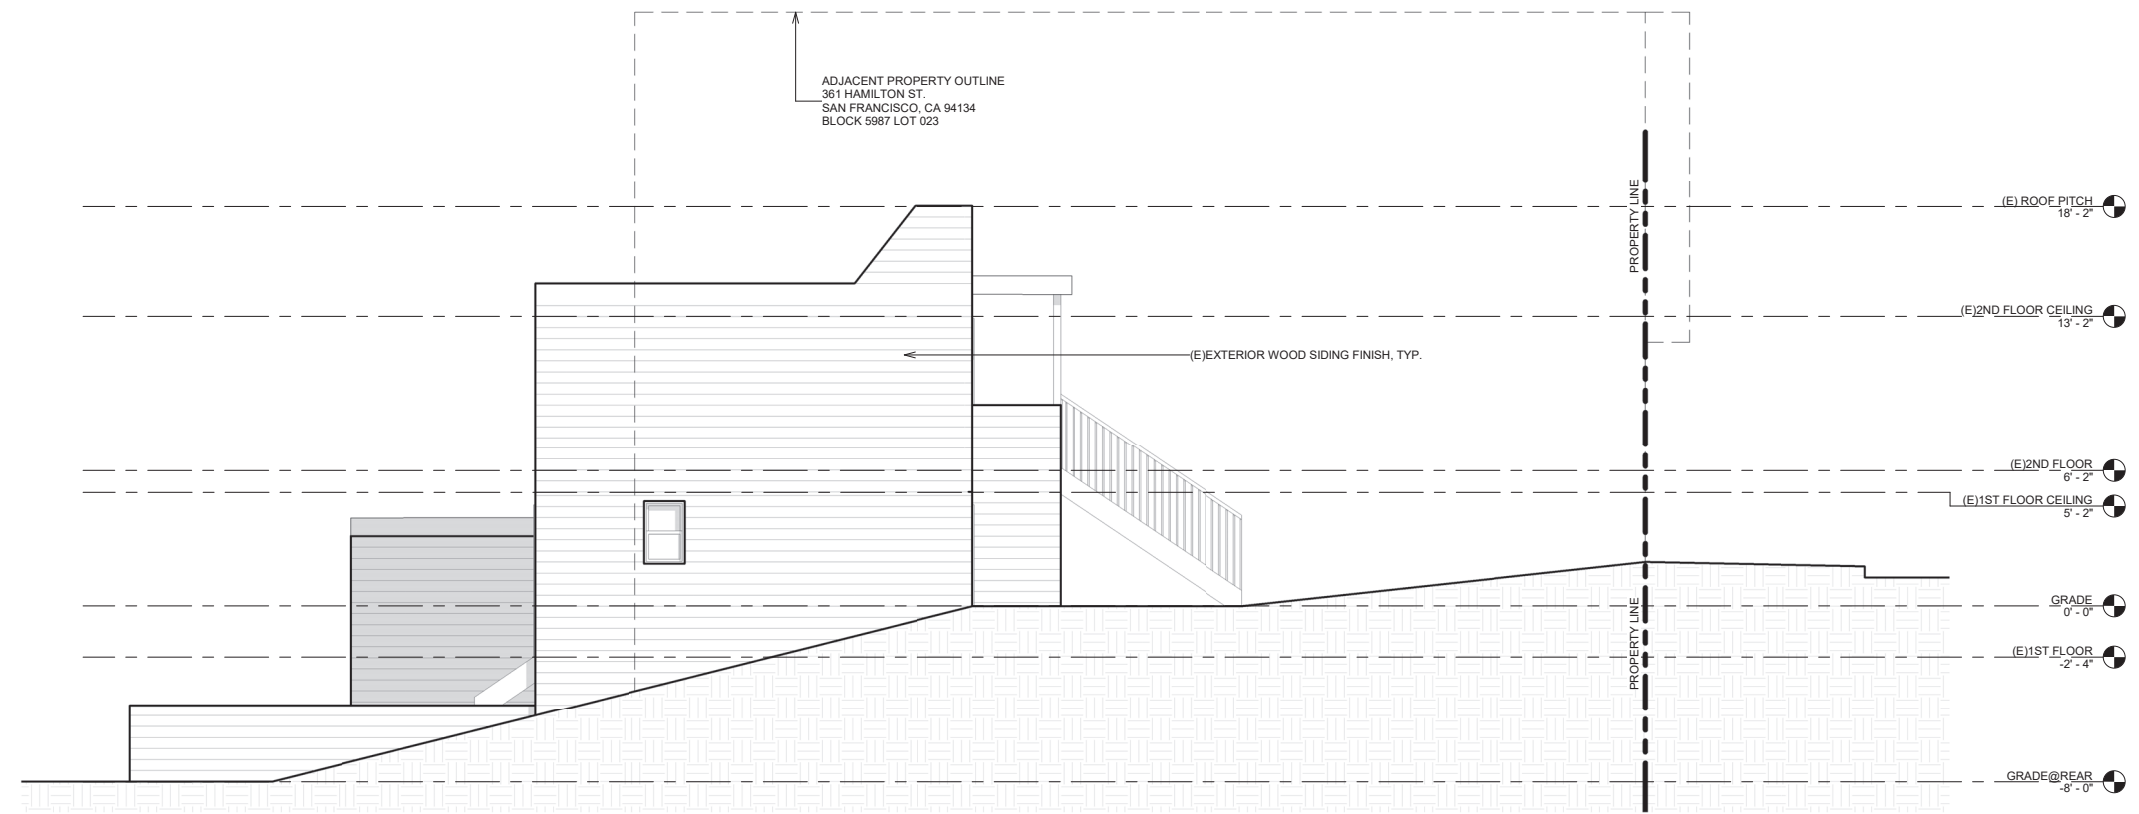 ADJACENT PROPERTY OUTLINE
361 HAMILTON ST.
SAN FRANCISCO, CA 94134
BLOCK 5987 LOT 023
PROPERTY LINE
(E) ROOF PITCH
18' - 2"
(E)2ND FLOOR CEILING
13' - 2"
(E)EXTERIOR WOOD SIDING FINISH, TYP.
(E)2ND FLOOR
6' - 2"
(E)1ST FLOOR CEILING
5' - 2"
PROPERTY LINE
GRADE
0' - 0"
(E)1ST FLOOR
-2' - 4"
GRADE@REAR
-8' - 0"